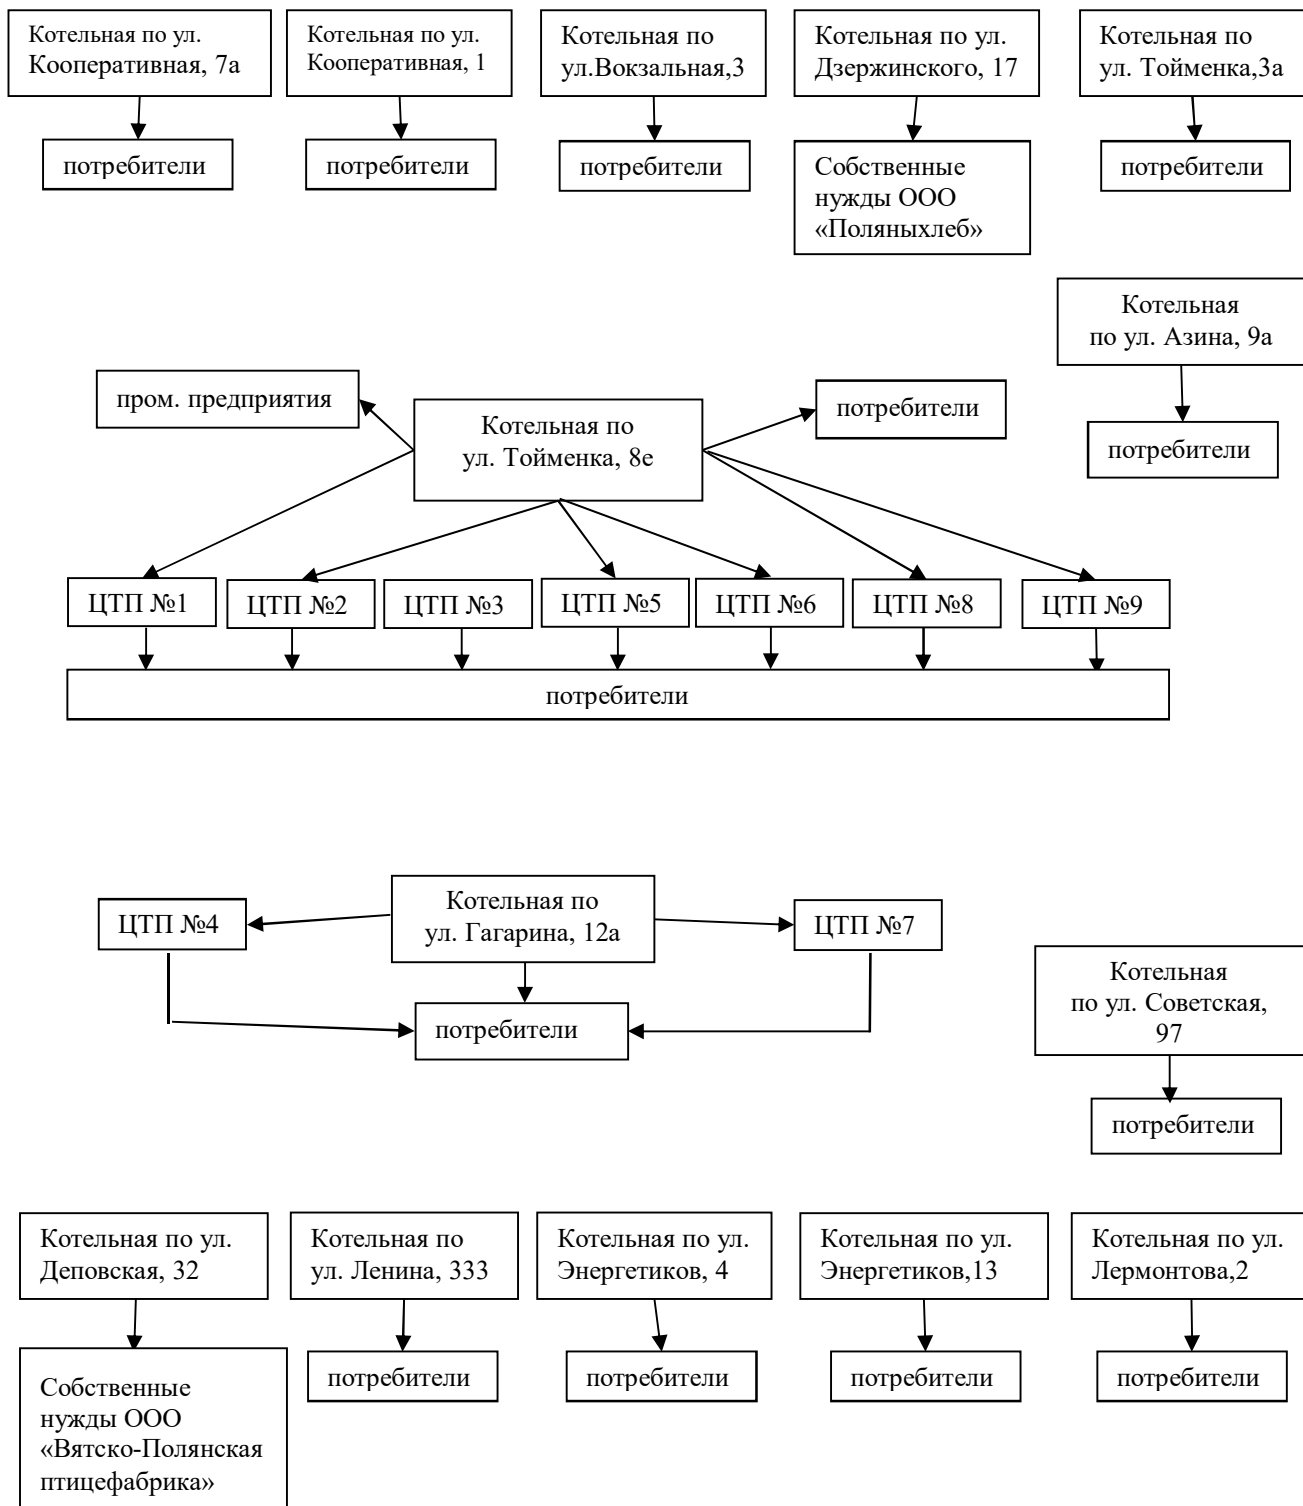 Котельная по ул.
Кооперативная, 7а
Котельная по ул.
Кооперативная, 1
Котельная по
ул.Вокзальная,3
Котельная по ул.
Дзержинского, 17
Котельная по
ул. Тойменка,3а
потребители
потребители
потребители
Собственные
нужды ООО
«Поляныхлеб»
потребители
Котельная
по ул. Азина, 9а
потребители
пром. предприятия
Котельная по
ул. Тойменка, 8е
потребители
ЦТП №1
ЦТП №2
ЦТП №3
ЦТП №5
ЦТП №6
ЦТП №8
ЦТП №9
потребители
ЦТП №4
Котельная по
ул. Гагарина, 12а
ЦТП №7
потребители
Котельная
по ул. Советская,
97
потребители
Котельная по ул.
Деповская, 32
Котельная по
ул. Ленина, 333
Котельная по ул.
Энергетиков, 4
Котельная по ул.
Энергетиков,13
Котельная по ул.
Лермонтова,2
Собственные
нужды ООО
«Вятско-Полянская
птицефабрика»
потребители
потребители
потребители
потребители